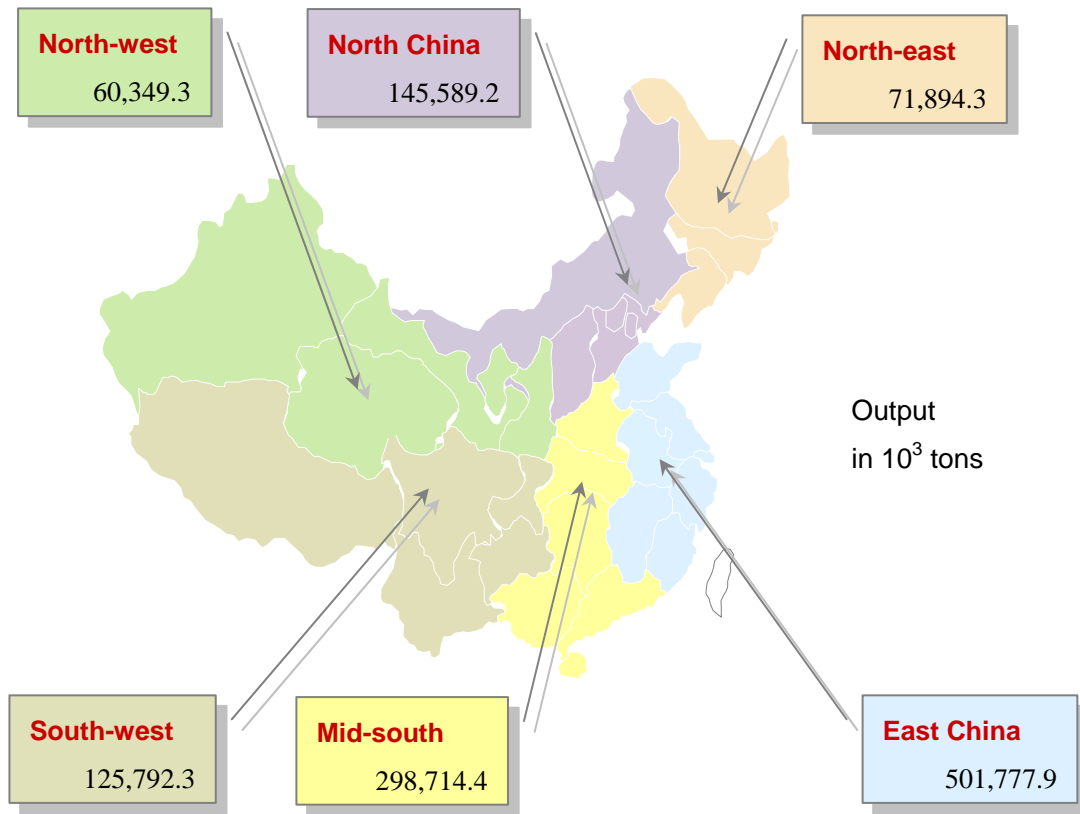 North-west
60,349.3
North China
145,589.2
North-east
71,894.3
Output
in 10³ tons
South-west
125,792.3
Mid-south
298,714.4
East China
501,777.9